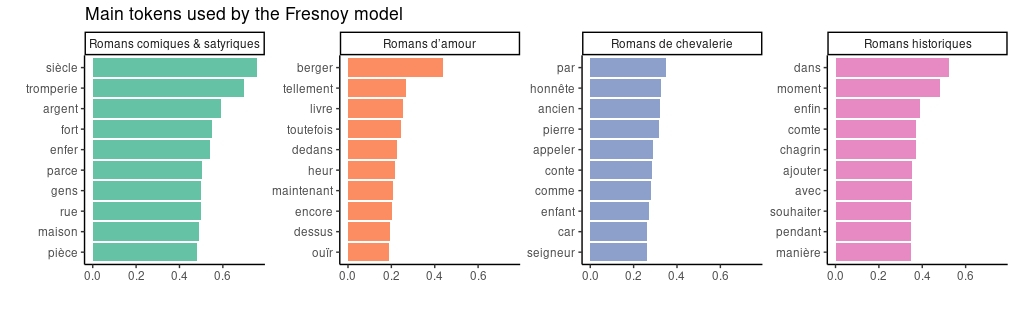 Main tokens used by the Fresnoy model
Romans comiques & satyriques
siècle
tromperie
argent
fort
enfer
parce
gens
rue
maison
pièce
0.0 0.2 0.4 0.6
Romans d'amour
berger
tellement
livre
toutefois
dedans
heur
maintenant
encore
dessus
ouïr
0.0 0.2 0.4 0.6
Romans de chevalerie
par
honnête
ancien
pierre
appeler
conte
comme
enfant
car
seigneur
0.0 0.2 0.4 0.6
Romans historiques
dans
moment
enfin
comte
chagrin
ajouter
avec
souhaiter
pendant
manière
0.0 0.2 0.4 0.6